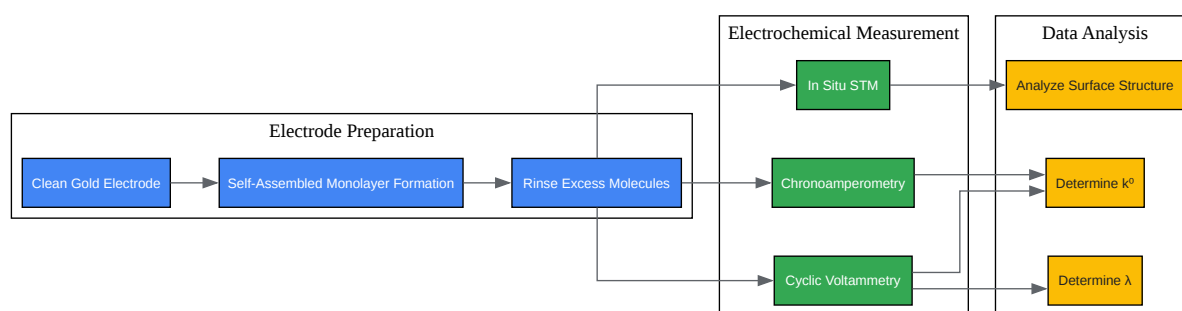 Electrode Preparation
Clean Gold Electrode
Self-Assembled Monolayer Formation
Rinse Excess Molecules
Electrochemical Measurement
In Situ STM
Chronoamperometry
Cyclic Voltammetry
Data Analysis
Analyze Surface Structure
Determine k⁰
Determine λ